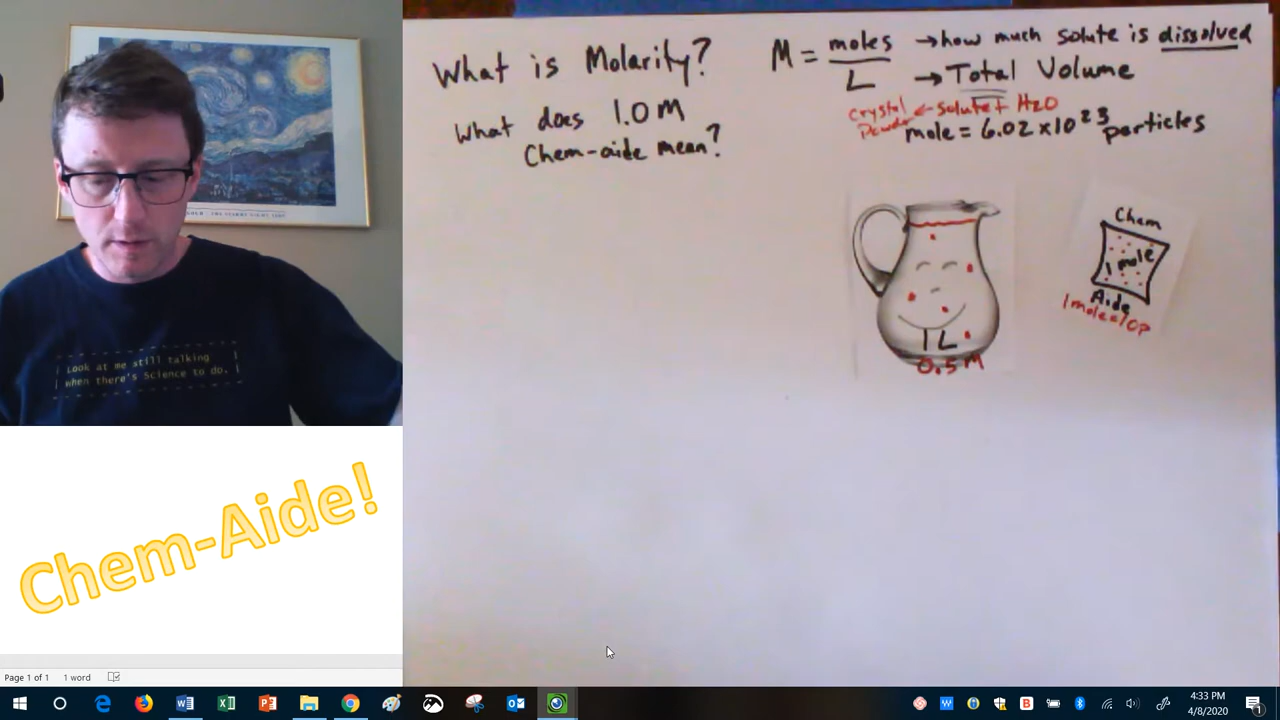 What is Molarity?
What does 1.0 M
Chem-aide mean?
M = moles → how much solute is dissolved
L → Total Volume
Crystal ← solute + H2O
Powder
mole = 6.02 x 10^23 particles
Chem
1 mole
Aide
1 mole = 10p
1 L
0.5 M
Look at me still talking
when there's Science to do.
Chem-Aide!
Page 1 of 1 1 word
4:33 PM
4/8/2020